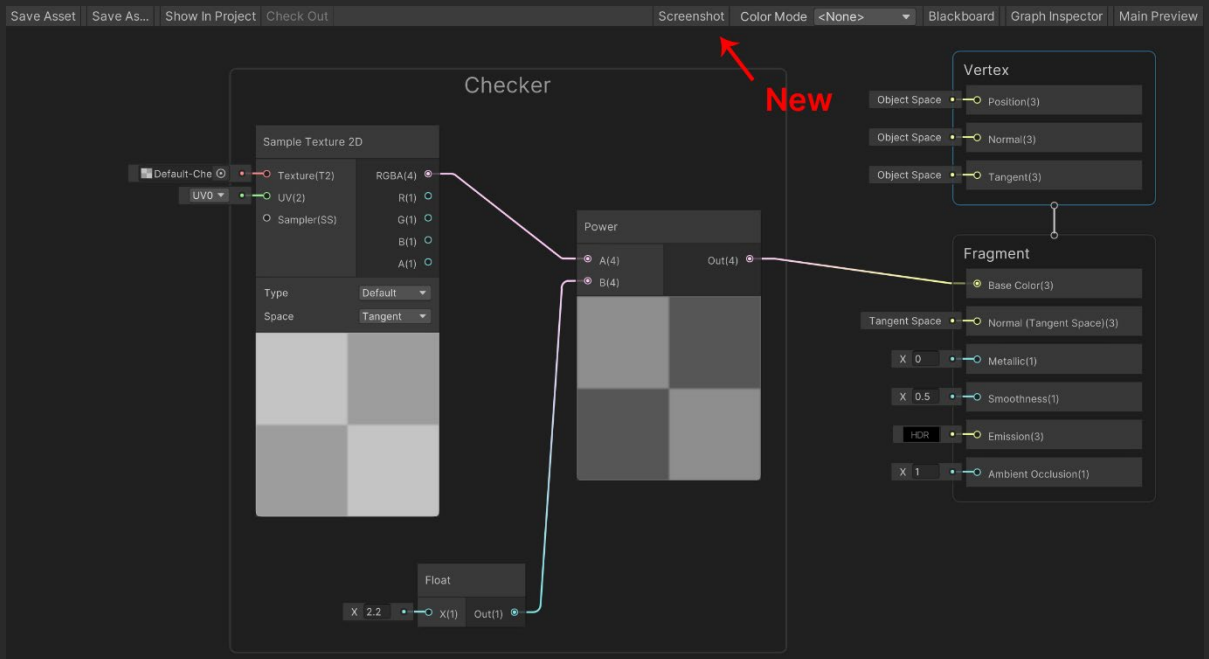 Save Asset Save As... Show In Project Check Out Screenshot Color Mode <None> Blackboard Graph Inspector Main Preview
New
Checker
Sample Texture 2D
Default-Che Texture(T2) RGBA(4)
UV0 UV(2) R(1)
Sampler(SS) G(1)
B(1)
A(1)
Type Default
Space Tangent
Power
A(4) Out(4)
B(4)
Float
X 2.2 X(1) Out(1)
Vertex
Object Space Position(3)
Object Space Normal(3)
Object Space Tangent(3)
Fragment
Base Color(3)
Tangent Space Normal (Tangent Space)(3)
X 0 Metallic(1)
X 0.5 Smoothness(1)
HDR Emission(3)
X 1 Ambient Occlusion(1)